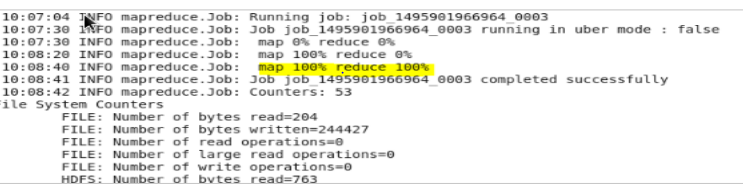 10:07:04 INFO mapreduce.Job: Running job: job_1495901966964_0003
10:07:30 INFO mapreduce.Job: Job job_1495901966964_0003 running in uber mode : false
10:07:30 INFO mapreduce.Job:  map 0% reduce 0%
10:08:20 INFO mapreduce.Job:  map 100% reduce 0%
10:08:40 INFO mapreduce.Job:  map 100% reduce 100%
10:08:41 INFO mapreduce.Job: Job job_1495901966964_0003 completed successfully
10:08:42 INFO mapreduce.Job: Counters: 53
ile System Counters
FILE: Number of bytes read=204
FILE: Number of bytes written=244427
FILE: Number of read operations=0
FILE: Number of large read operations=0
FILE: Number of write operations=0
HDFS: Number of bytes read=763